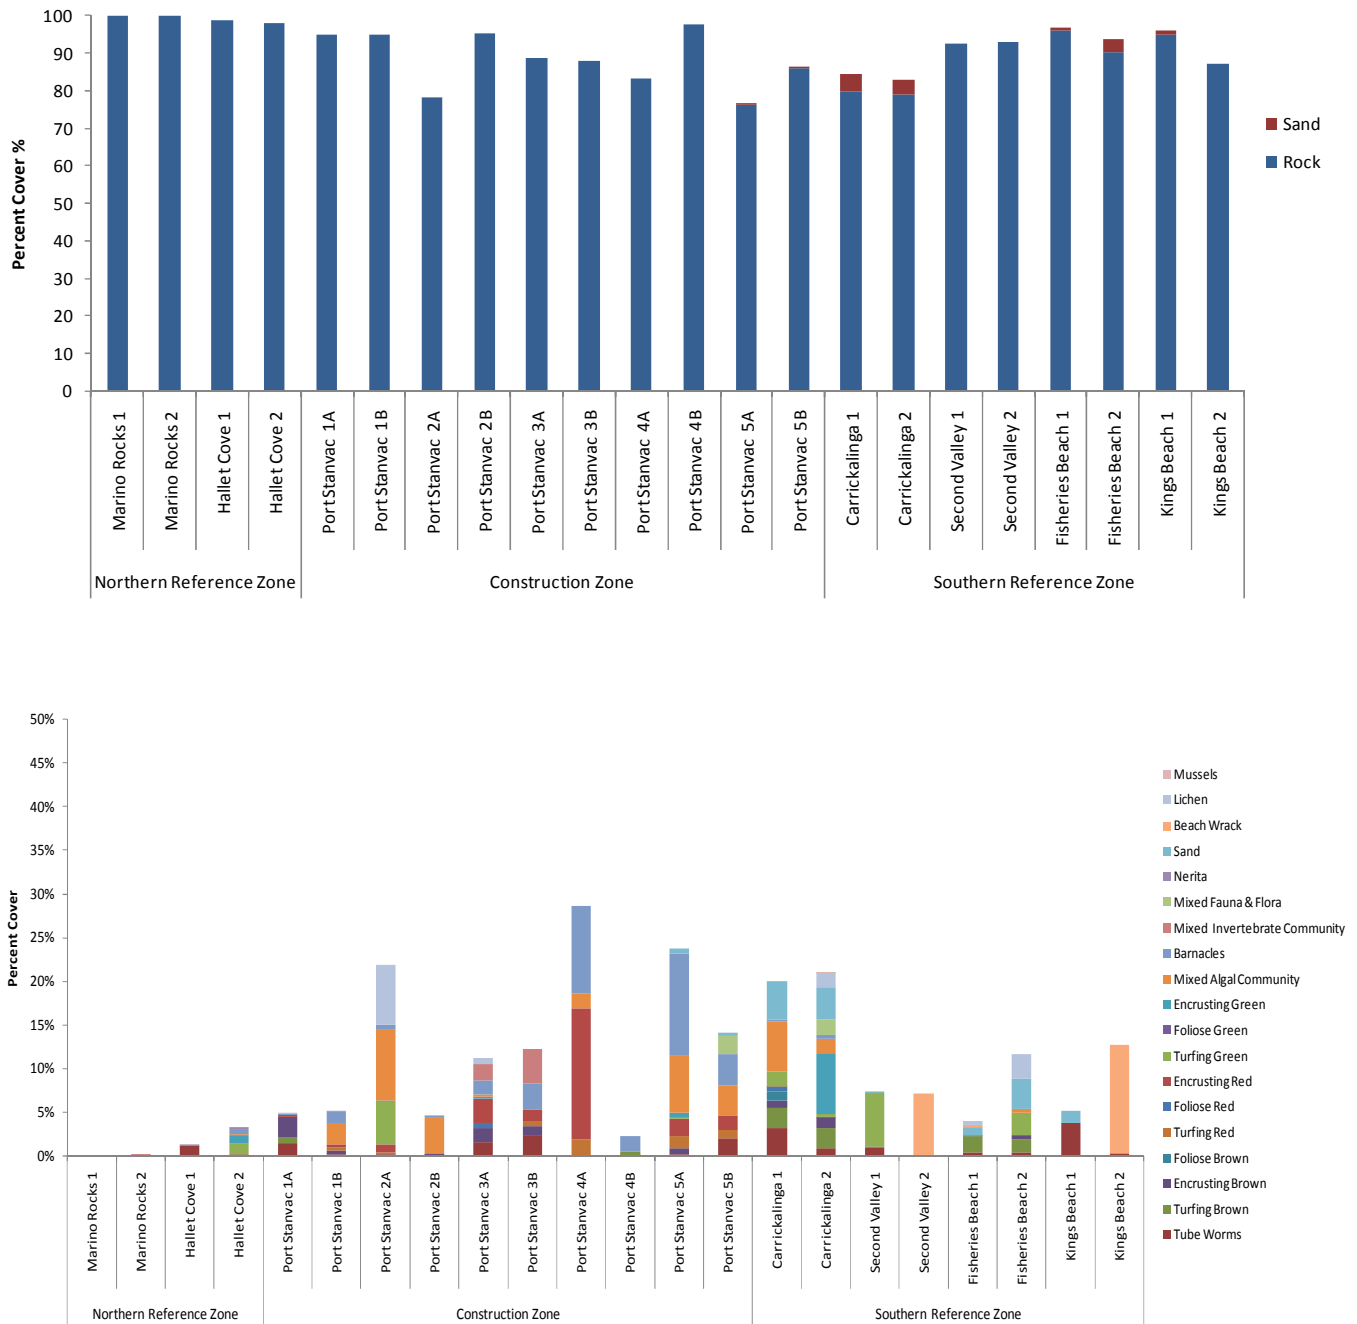 100
90
80
70
60
50
40
30
20
10
0
Percent Cover %
Sand
Rock
Marino Rocks 1
Marino Rocks 2
Hallet Cove 1
Hallet Cove 2
Port Stanvac 1A
Port Stanvac 1B
Port Stanvac 2A
Port Stanvac 2B
Port Stanvac 3A
Port Stanvac 3B
Port Stanvac 4A
Port Stanvac 4B
Port Stanvac 5A
Port Stanvac 5B
Carrickalinga 1
Carrickalinga 2
Second Valley 1
Second Valley 2
Fisheries Beach 1
Fisheries Beach 2
Kings Beach 1
Kings Beach 2
Northern Reference Zone
Construction Zone
Southern Reference Zone
50%
45%
40%
35%
30%
25%
20%
15%
10%
5%
0%
Percent Cover
Mussels
Lichen
Beach Wrack
Sand
Nerita
Mixed Fauna & Flora
Mixed Invertebrate Community
Barnacles
Mixed Algal Community
Encrusting Green
Foliose Green
Turfing Green
Encrusting Red
Foliose Red
Turfing Red
Foliose Brown
Encrusting Brown
Turfing Brown
Tube Worms
Marino Rocks 1
Marino Rocks 2
Hallet Cove 1
Hallet Cove 2
Port Stanvac 1A
Port Stanvac 1B
Port Stanvac 2A
Port Stanvac 2B
Port Stanvac 3A
Port Stanvac 3B
Port Stanvac 4A
Port Stanvac 4B
Port Stanvac 5A
Port Stanvac 5B
Carrickalinga 1
Carrickalinga 2
Second Valley 1
Second Valley 2
Fisheries Beach 1
Fisheries Beach 2
Kings Beach 1
Kings Beach 2
Northern Reference Zone
Construction Zone
Southern Reference Zone